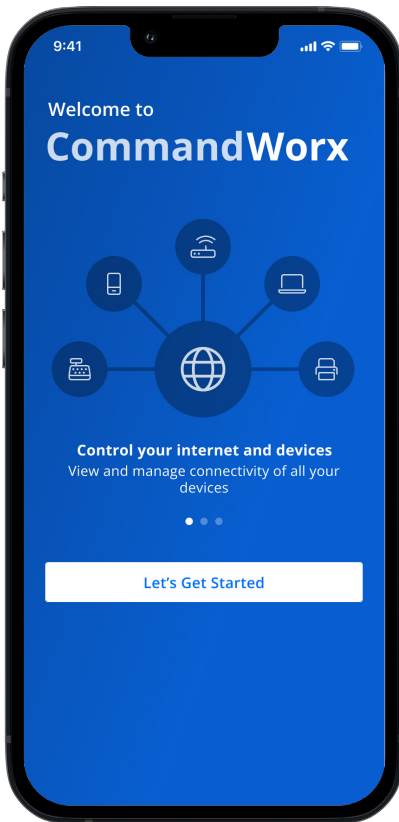 9:41
Welcome to
CommandWorx
Control your internet and devices
View and manage connectivity of all your
devices
Let’s Get Started